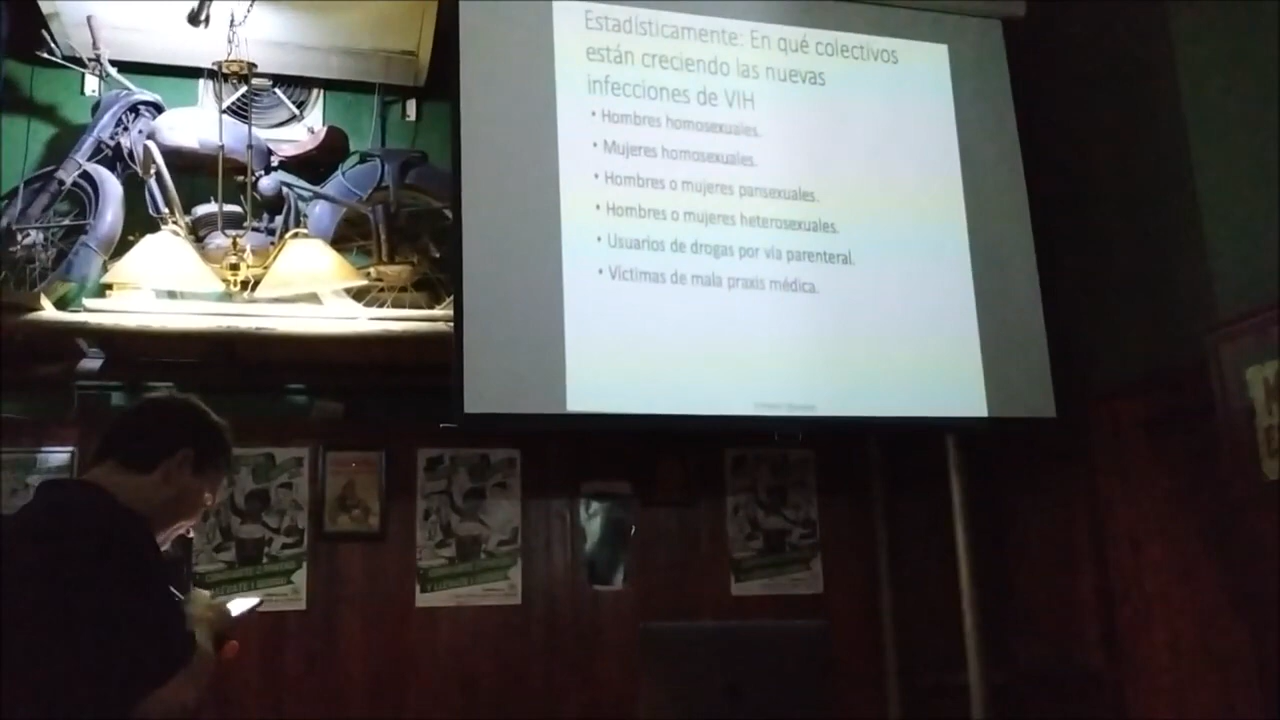 Estadísticamente: En qué colectivos
están creciendo las nuevas
infecciones de VIH
• Hombres homosexuales.
• Mujeres homosexuales.
• Hombres o mujeres pansexuales.
• Hombres o mujeres heterosexuales.
• Usuarios de drogas por vía parenteral.
• Víctimas de mala praxis médica.